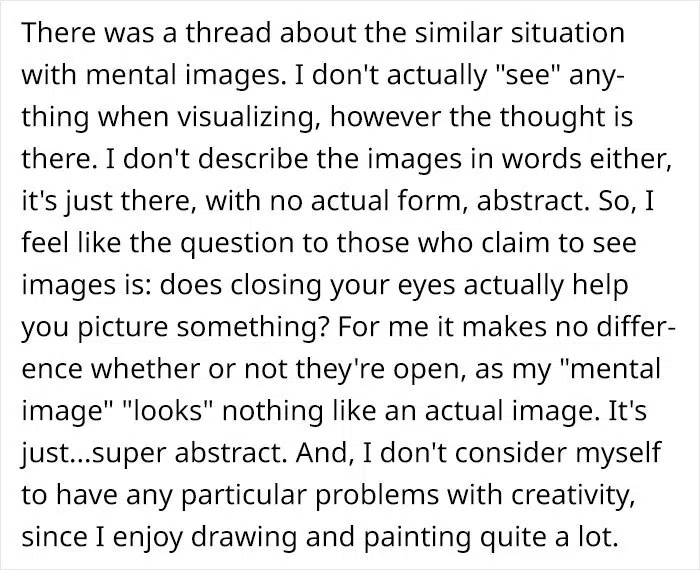 There was a thread about the similar situation
with mental images. I don't actually "see" any-
thing when visualizing, however the thought is
there. I don't describe the images in words either,
it's just there, with no actual form, abstract. So, I
feel like the question to those who claim to see
images is: does closing your eyes actually help
you picture something? For me it makes no differ-
ence whether or not they're open, as my "mental
image" "looks" nothing like an actual image. It's
just...super abstract. And, I don't consider myself
to have any particular problems with creativity,
since I enjoy drawing and painting quite a lot.